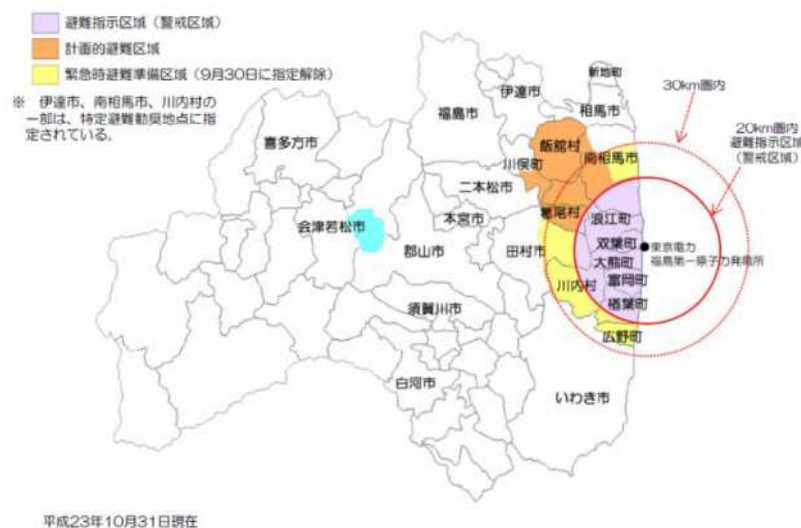 避難指示区域(警戒区域)
計画的避難区域
緊急時避難準備区域(9月30日に指定解除)
※ 伊達市、南相馬市、川内村の
一部は、特定避難勧奨地点に指
定されている。
30km圏内
20km圏内
避難指示区域
(警戒区域)
新地町
伊達市
相馬市
福島市
飯舘村
南相馬市
喜多方市
川俣町
二本松市
葛尾村
浪江町
会津若松市
本宮市
田村市
双葉町
東京電力
福島第一原子力発電所
郡山市
大熊町
富岡町
川内村
楢葉町
須賀川市
広野町
白河市
いわき市
平成23年10月31日現在